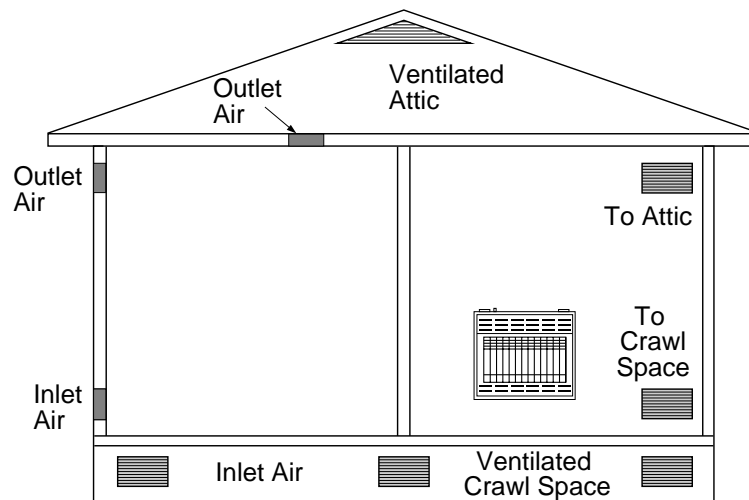 Outlet
Air
Ventilated
Attic
Outlet
Air
To Attic
To
Crawl
Space
Inlet
Air
Inlet Air
Ventilated
Crawl Space